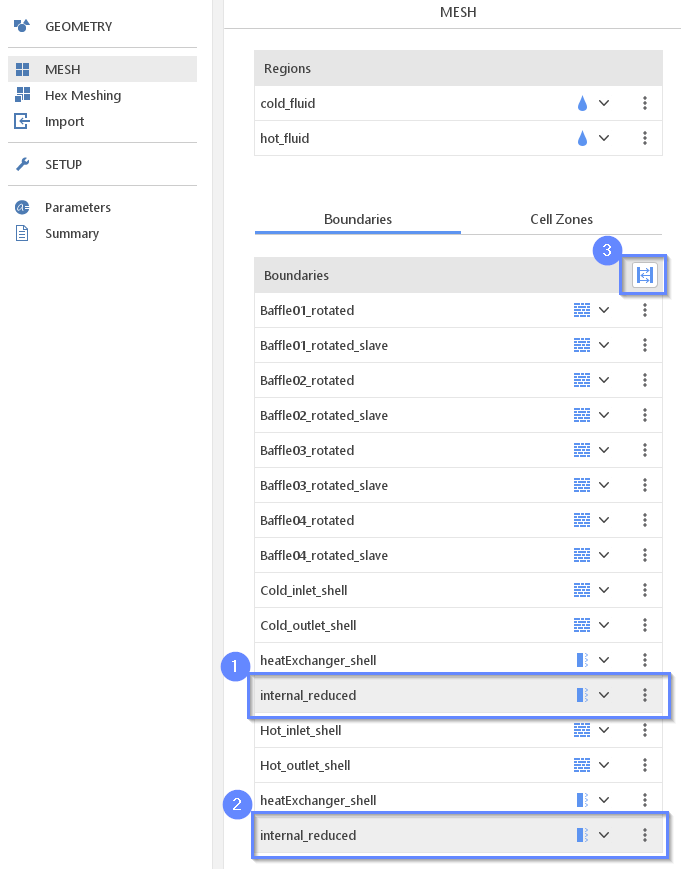 GEOMETRY
MESH
Hex Meshing
Import
SETUP
Parameters
Summary
MESH
Regions
cold_fluid
hot_fluid
Boundaries Cell Zones
3
Boundaries
Baffle01_rotated
Baffle01_rotated_slave
Baffle02_rotated
Baffle02_rotated_slave
Baffle03_rotated
Baffle03_rotated_slave
Baffle04_rotated
Baffle04_rotated_slave
Cold_inlet_shell
Cold_outlet_shell
heatExchanger_shell
1
internal_reduced
Hot_inlet_shell
Hot_outlet_shell
heatExchanger_shell
2
internal_reduced